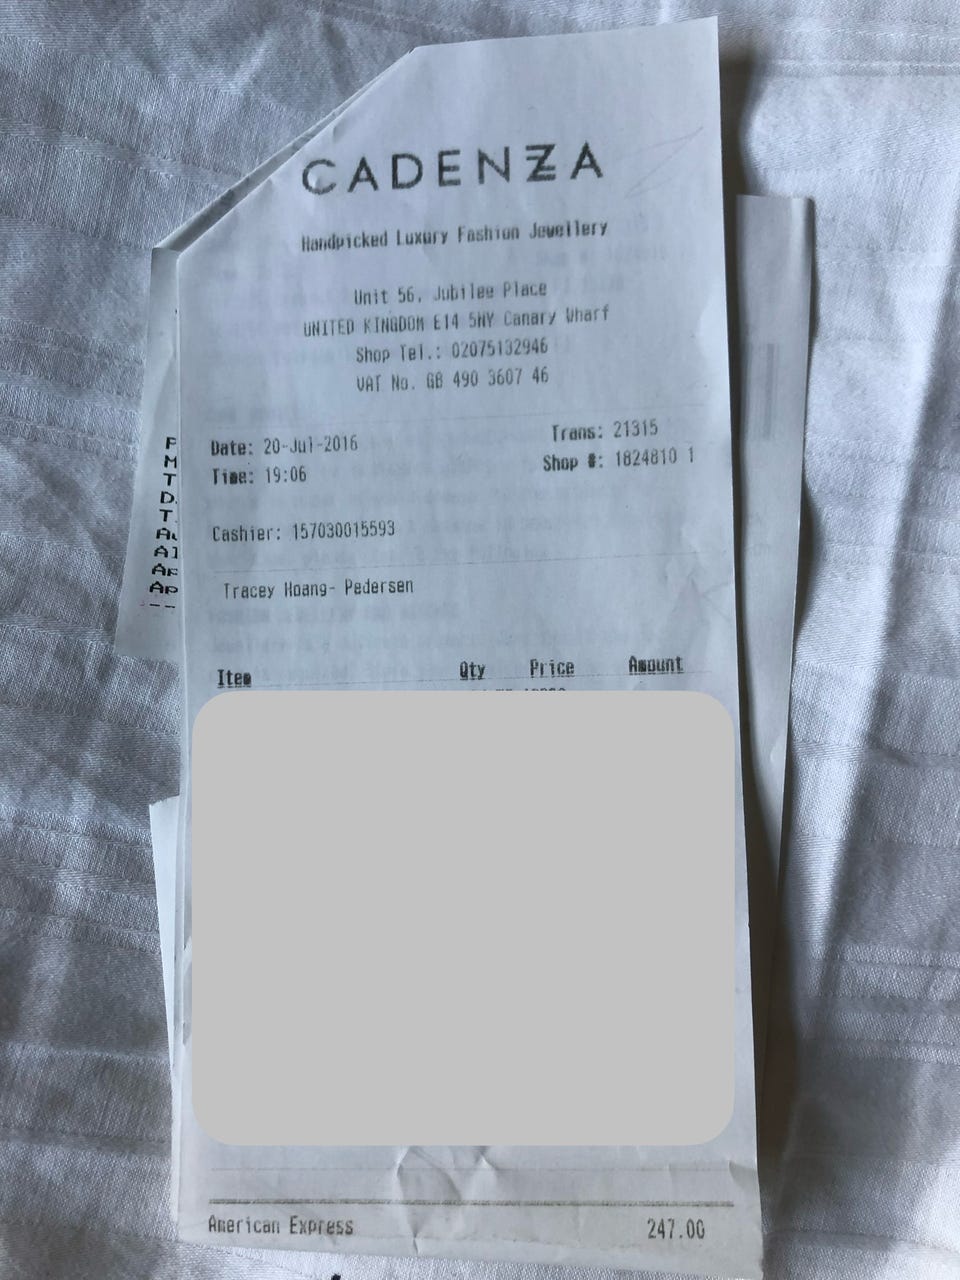 CADENZZA
Handpicked Luxury Fashion Jewellery
Unit 56, Jubilee Place
UNITED KINGDOM E14 5NY Canary Wharf
Shop Tel.: 02075132946
VAT No. GB 490 3607 46
Date: 20-Jul-2016 Trans: 21315
Time: 19:06 Shop #: 1824810 1
Cashier: 157030015593
Tracey Hoang- Pedersen
Item Qty Price Amount
American Express 247.00